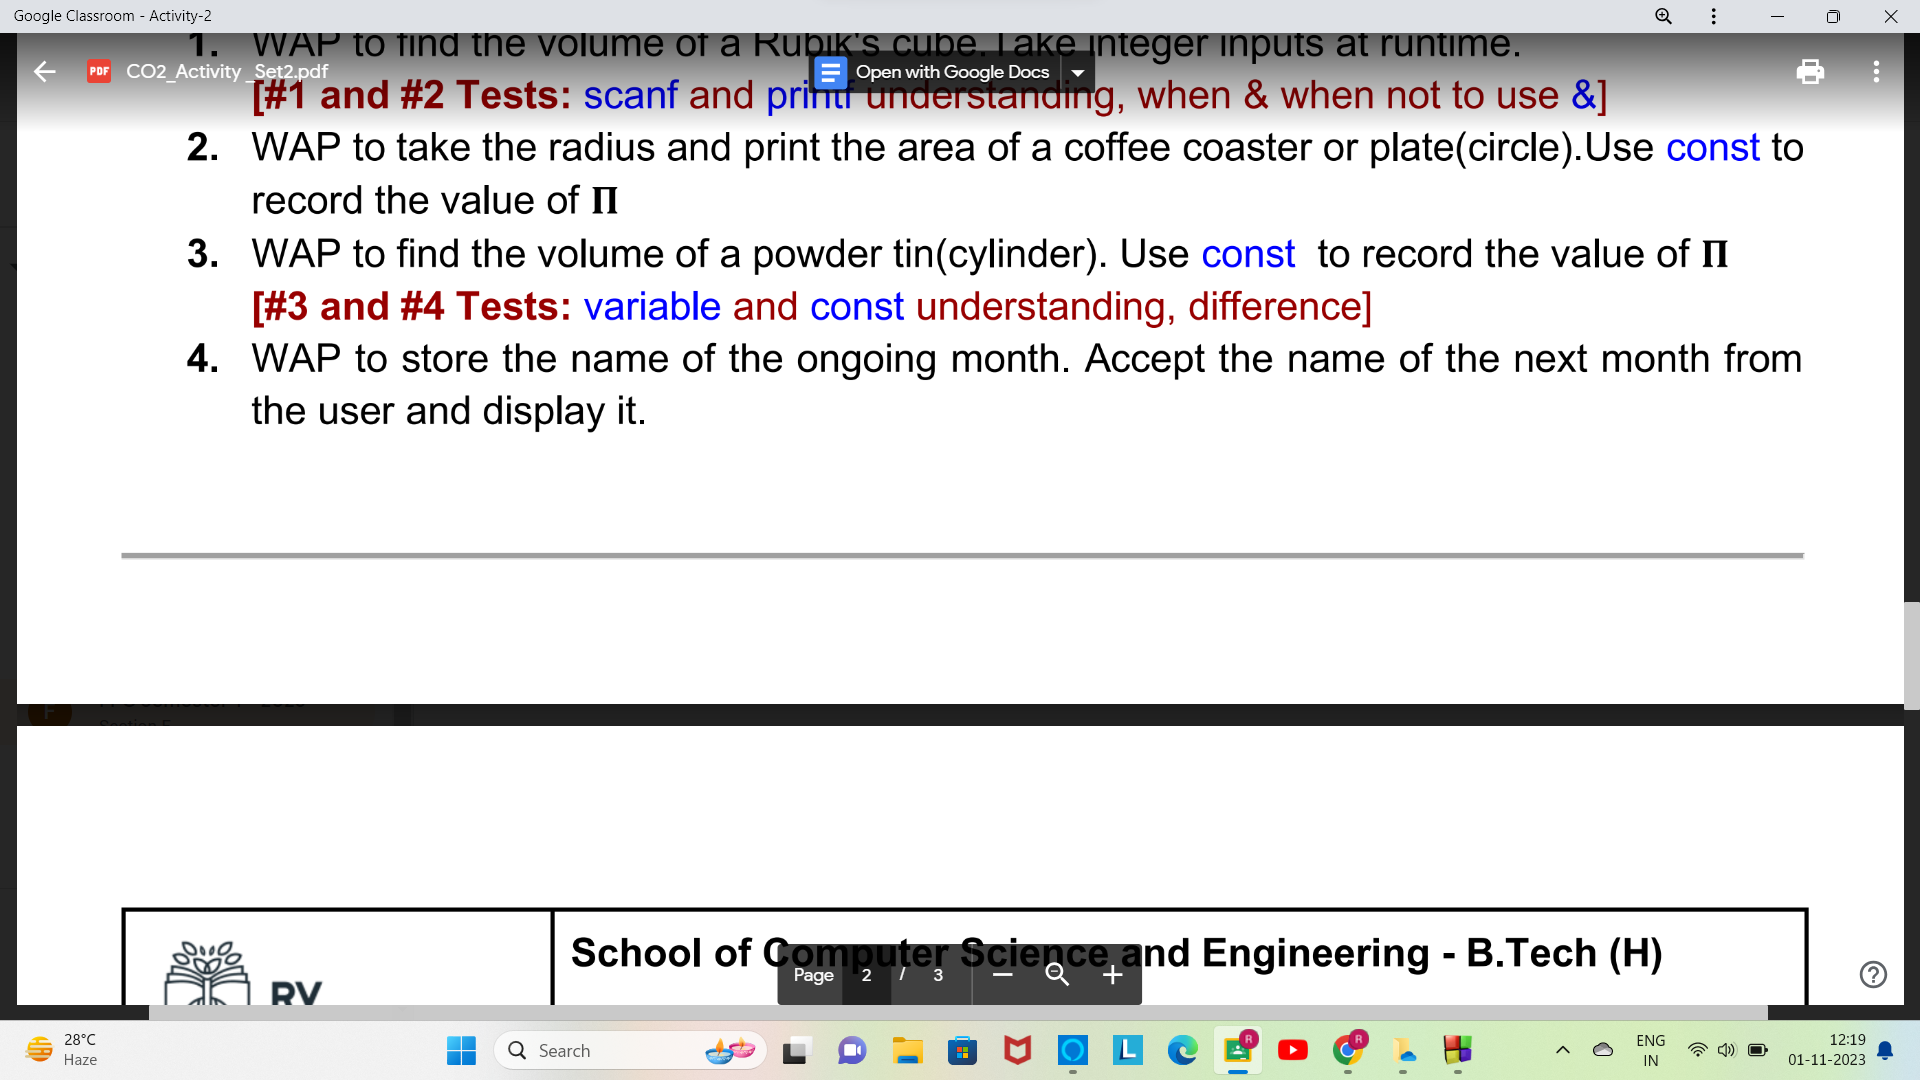 Google Classroom - Activity-2
1. WAP to find the volume of a Rubik's cube. Take integer inputs at runtime.
PDF CO2_Activity _Set2.pdf
Open with Google Docs
[#1 and #2 Tests: scanf and printf understanding, when & when not to use &]
2. WAP to take the radius and print the area of a coffee coaster or plate(circle).Use const to
record the value of Π
3. WAP to find the volume of a powder tin(cylinder). Use const to record the value of Π
[#3 and #4 Tests: variable and const understanding, difference]
4. WAP to store the name of the ongoing month. Accept the name of the next month from
the user and display it.
School of Computer Science and Engineering - B.Tech (H)
Page 2 / 3
RV
28°C
Haze
Search
ENG
IN
12:19
01-11-2023